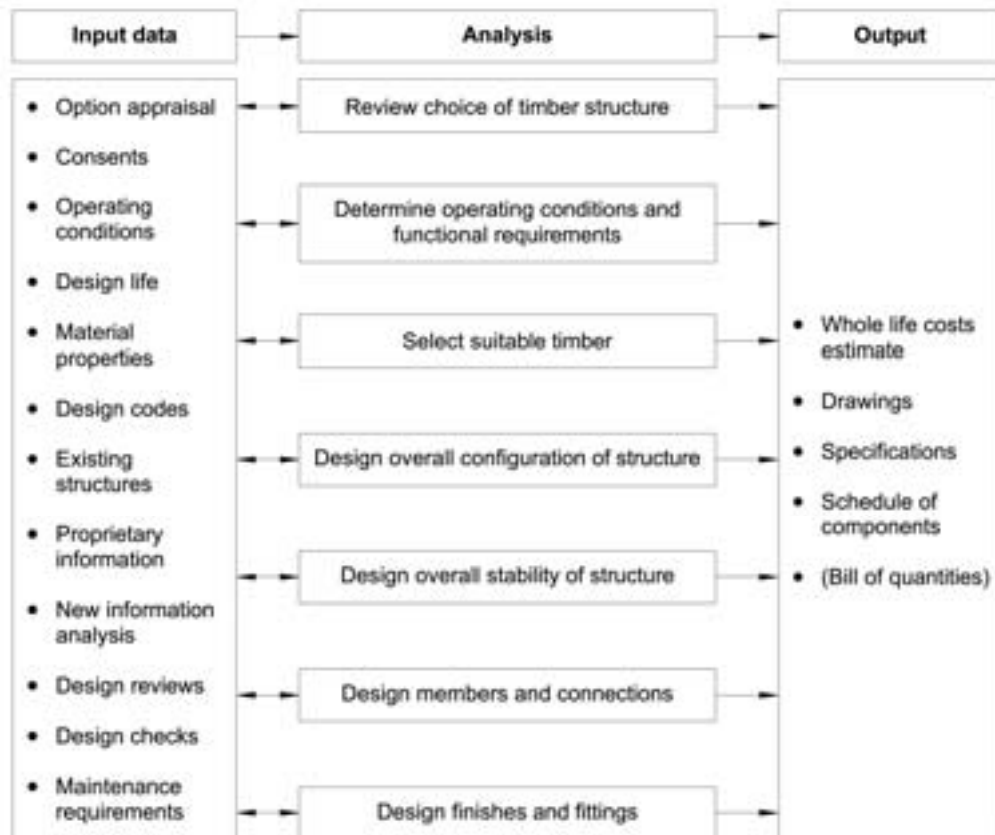 Input data
Analysis
Output
• Option appraisal
• Consents
• Operating
conditions
• Design life
• Material
properties
• Design codes
• Existing
structures
• Proprietary
information
• New information
analysis
• Design reviews
• Design checks
• Maintenance
requirements
Review choice of timber structure
Determine operating conditions and
functional requirements
Select suitable timber
Design overall configuration of structure
Design overall stability of structure
Design members and connections
Design finishes and fittings
• Whole life costs
estimate
• Drawings
• Specifications
• Schedule of
components
• (Bill of quantities)